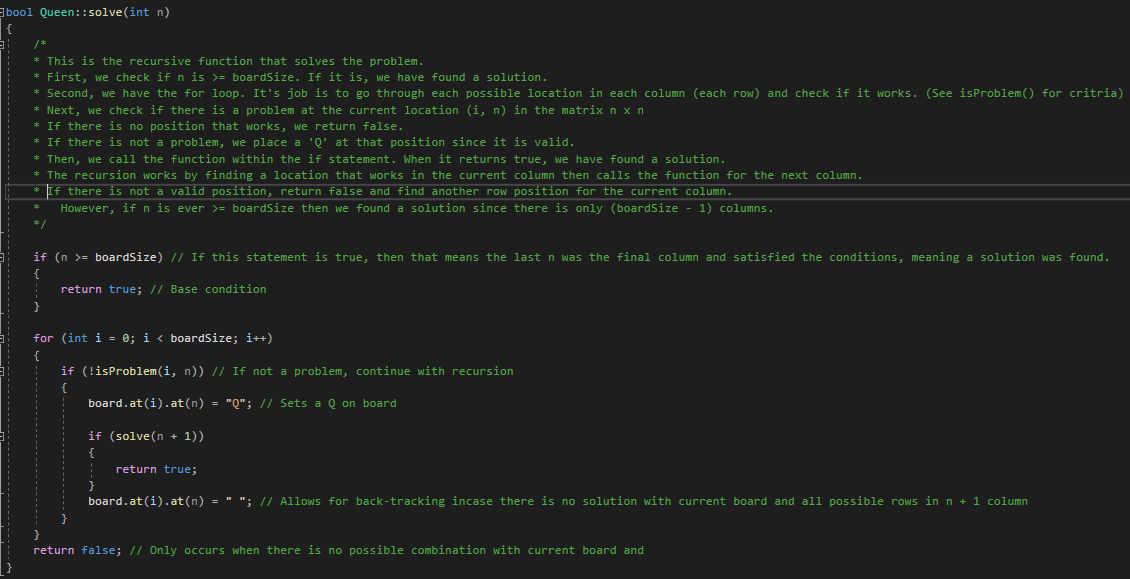 bool Queen::solve(int n)
{
/*
* This is the recursive function that solves the problem.
* First, we check if n is >= boardSize. If it is, we have found a solution.
* Second, we have the for loop. It's job is to go through each possible location in each column (each row) and check if it works. (See isProblem() for critria)
* Next, we check if there is a problem at the current location (i, n) in the matrix n x n
* If there is no position that works, we return false.
* If there is not a problem, we place a 'Q' at that position since it is valid.
* Then, we call the function within the if statement. When it returns true, we have found a solution.
* The recursion works by finding a location that works in the current column then calls the function for the next column.
* If there is not a valid position, return false and find another row position for the current column.
*   However, if n is ever >= boardSize then we found a solution since there is only (boardSize - 1) columns.
*/
if (n >= boardSize) // If this statement is true, then that means the last n was the final column and satisfied the conditions, meaning a solution was found.
{
return true; // Base condition
}
for (int i = 0; i < boardSize; i++)
{
if (!isProblem(i, n)) // If not a problem, continue with recursion
{
board.at(i).at(n) = "Q"; // Sets a Q on board
if (solve(n + 1))
{
return true;
}
board.at(i).at(n) = " "; // Allows for back-tracking incase there is no solution with current board and all possible rows in n + 1 column
}
}
return false; // Only occurs when there is no possible combination with current board and
}